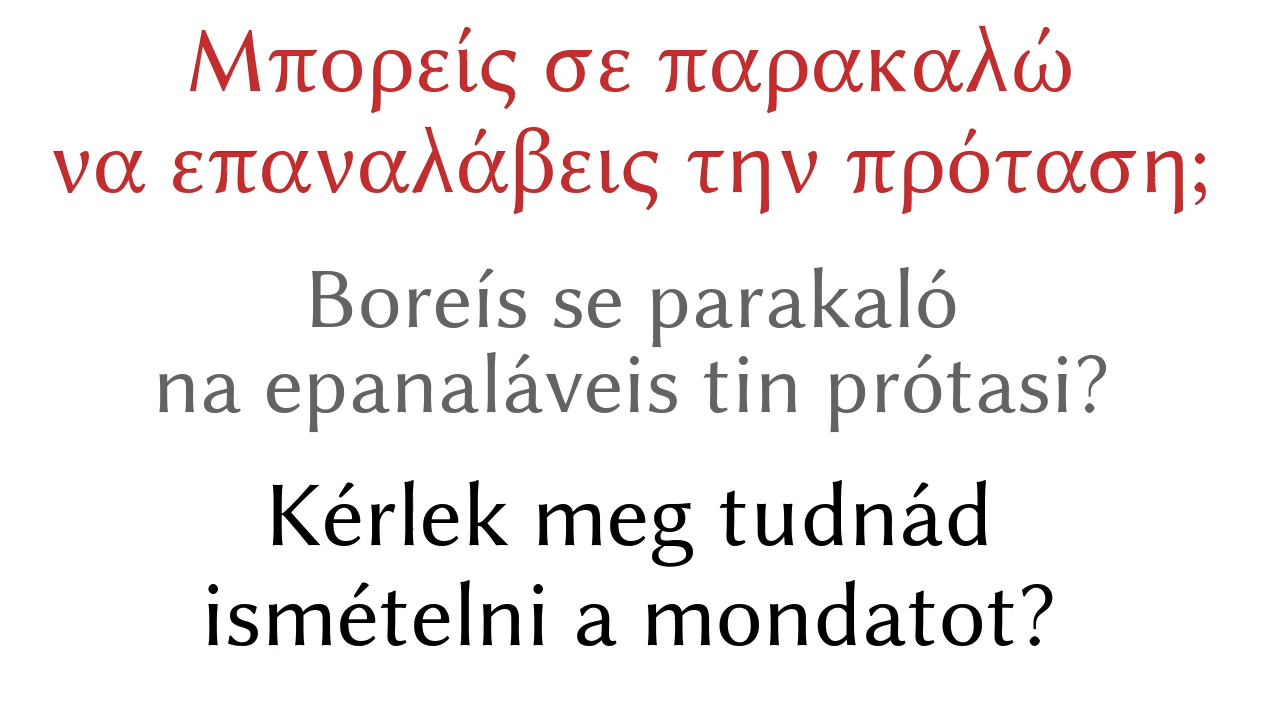 Μπορείς σε παρακαλώ
να επαναλάβεις την πρόταση;
Boreís se parakaló
na epanaláveis tin prótasi?
Kérlek meg tudnád
ismételni a mondatot?